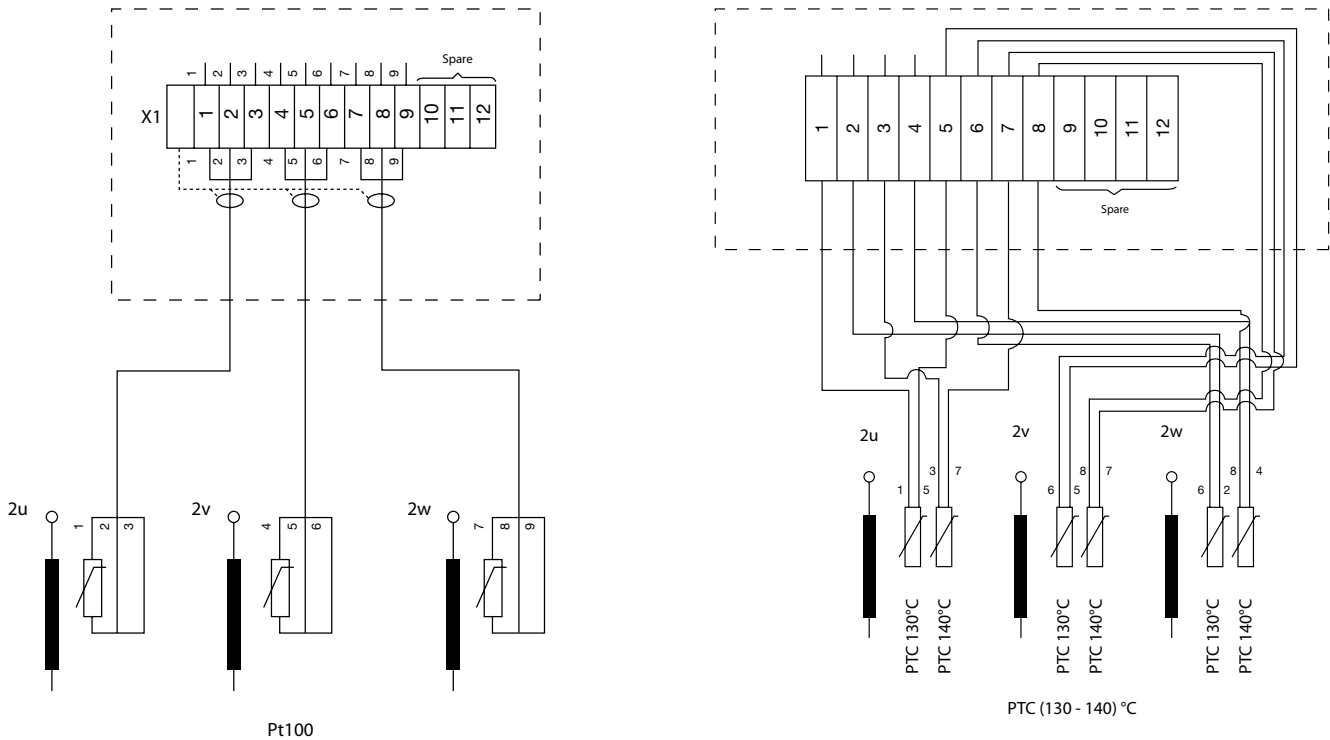 Spare
1 2 3 4 5 6 7 8 9
X1 1 2 3 4 5 6 7 8 9 10 11 12
1 2 3 4 5 6 7 8 9
2u 1 2 3
2v 4 5 6
2w 7 8 9
Pt100
1 2 3 4 5 6 7 8 9 10 11 12
Spare
2u 2v 2w
3 7 8 7 8 4
1 5 6 5 6 2
PTC 130°C PTC 140°C PTC 130°C PTC 140°C PTC 130°C PTC 140°C
PTC (130 - 140) °C